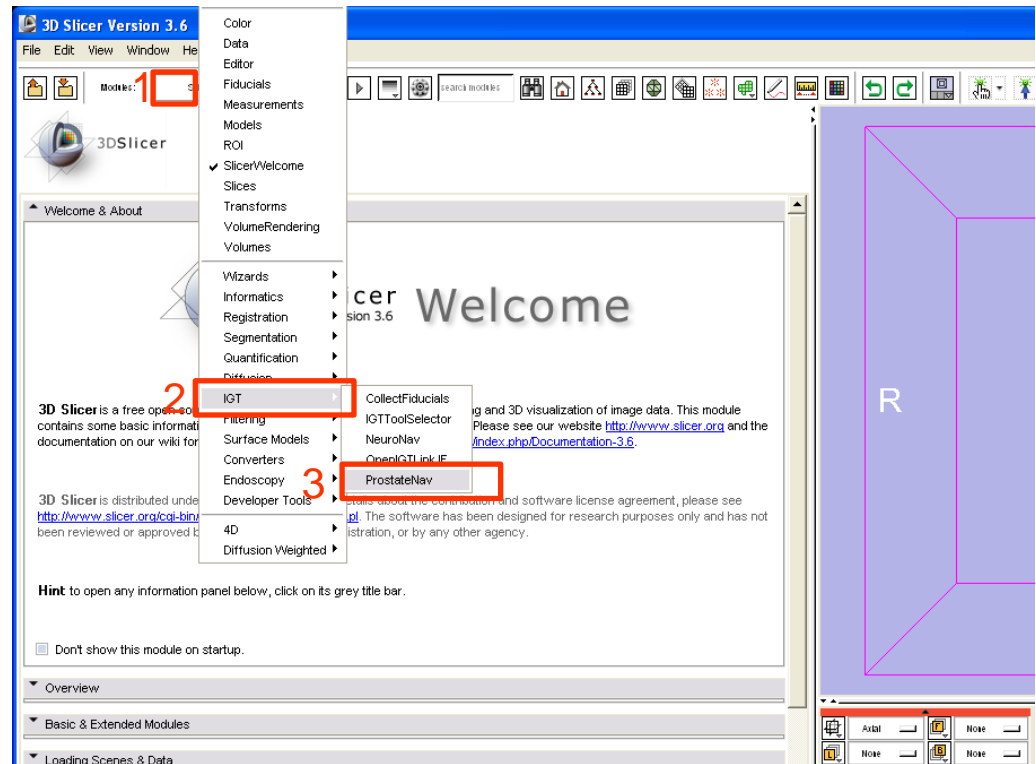 3D Slicer Version 3.6
File Edit View Window He
1
Modules:
search modules
3DSlicer
Color
Data
Editor
Fiducials
Measurements
Models
ROI
SlicerWelcome
Slices
Transforms
VolumeRendering
Volumes
Wizards
Informatics
Registration
Segmentation
Quantification
Diffusion
2
IGT
Filtering
Surface Models
Converters
Endoscopy
Developer Tools
4D
Diffusion Weighted
CollectFiducials
IGTToolSelector
NeuroNav
OpenIGTLink IF
3
ProstateNav
Welcome & About
icer Welcome
sion 3.6
3D Slicer is a free open so g and 3D visualization of image data. This module
contains some basic informati Please see our website http://www.slicer.org and the
documentation on our wiki for /index.php/Documentation-3.6.
3D Slicer is distributed unde etails about the contribution and software license agreement, please see
http://www.slicer.org/cgi-bin/ .pl. The software has been designed for research purposes only and has not
been reviewed or approved b istration, or by any other agency.
Hint to open any information panel below, click on its grey title bar.
Don't show this module on startup.
Overview
Basic & Extended Modules
Loading Scenes & Data
R
Axial F None
L None B None